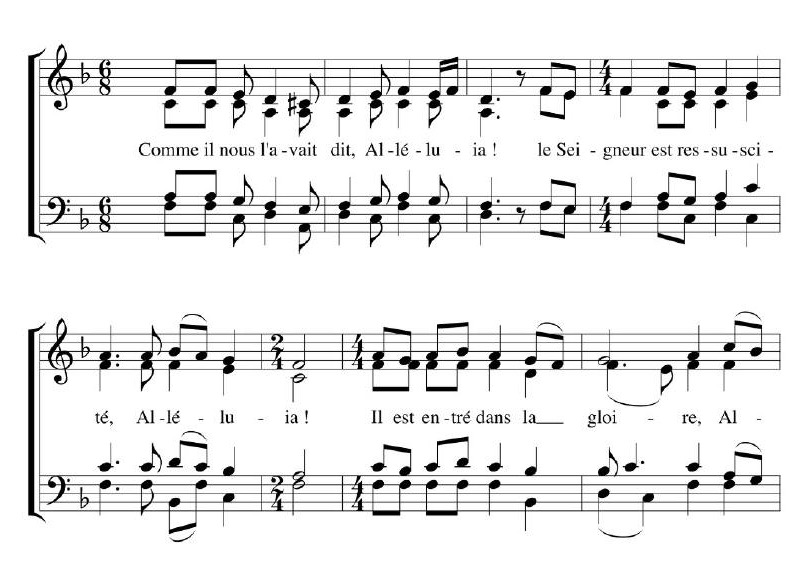 Comme il nous l'a - vait dit, Al - lé - lu - ia ! le Sei - gneur est res - su - sci -
té, Al - lé - lu - ia ! Il est en - tré dans la gloi - re, Al -